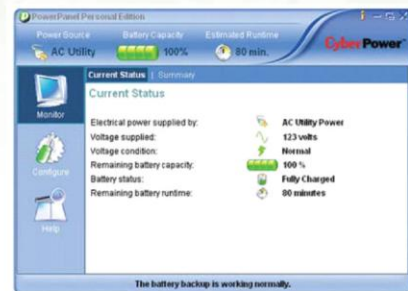 PowerPanel Personal Edition
Power Source Battery Capacity Estimated Runtime
AC Utility 100% 80 min.
CyberPower
Current Status | Summary
Current Status
Monitor
Electrical power supplied by: AC Utility Power
Voltage supplied: 123 volts
Voltage condition: Normal
Configure
Remaining battery capacity: 100 %
Battery status: Fully Charged
Remaining battery runtime: 80 minutes
Help
The battery backup is working normally.